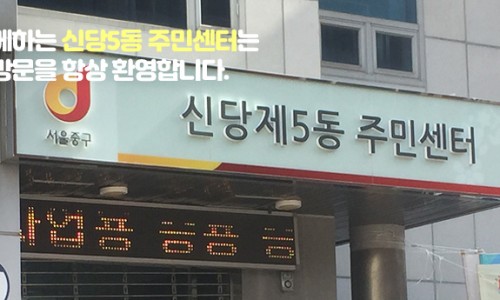 께하는 신당5동 주민센터는
방문을 항상 환영합니다.
서울중구
신당제5동 주민센터